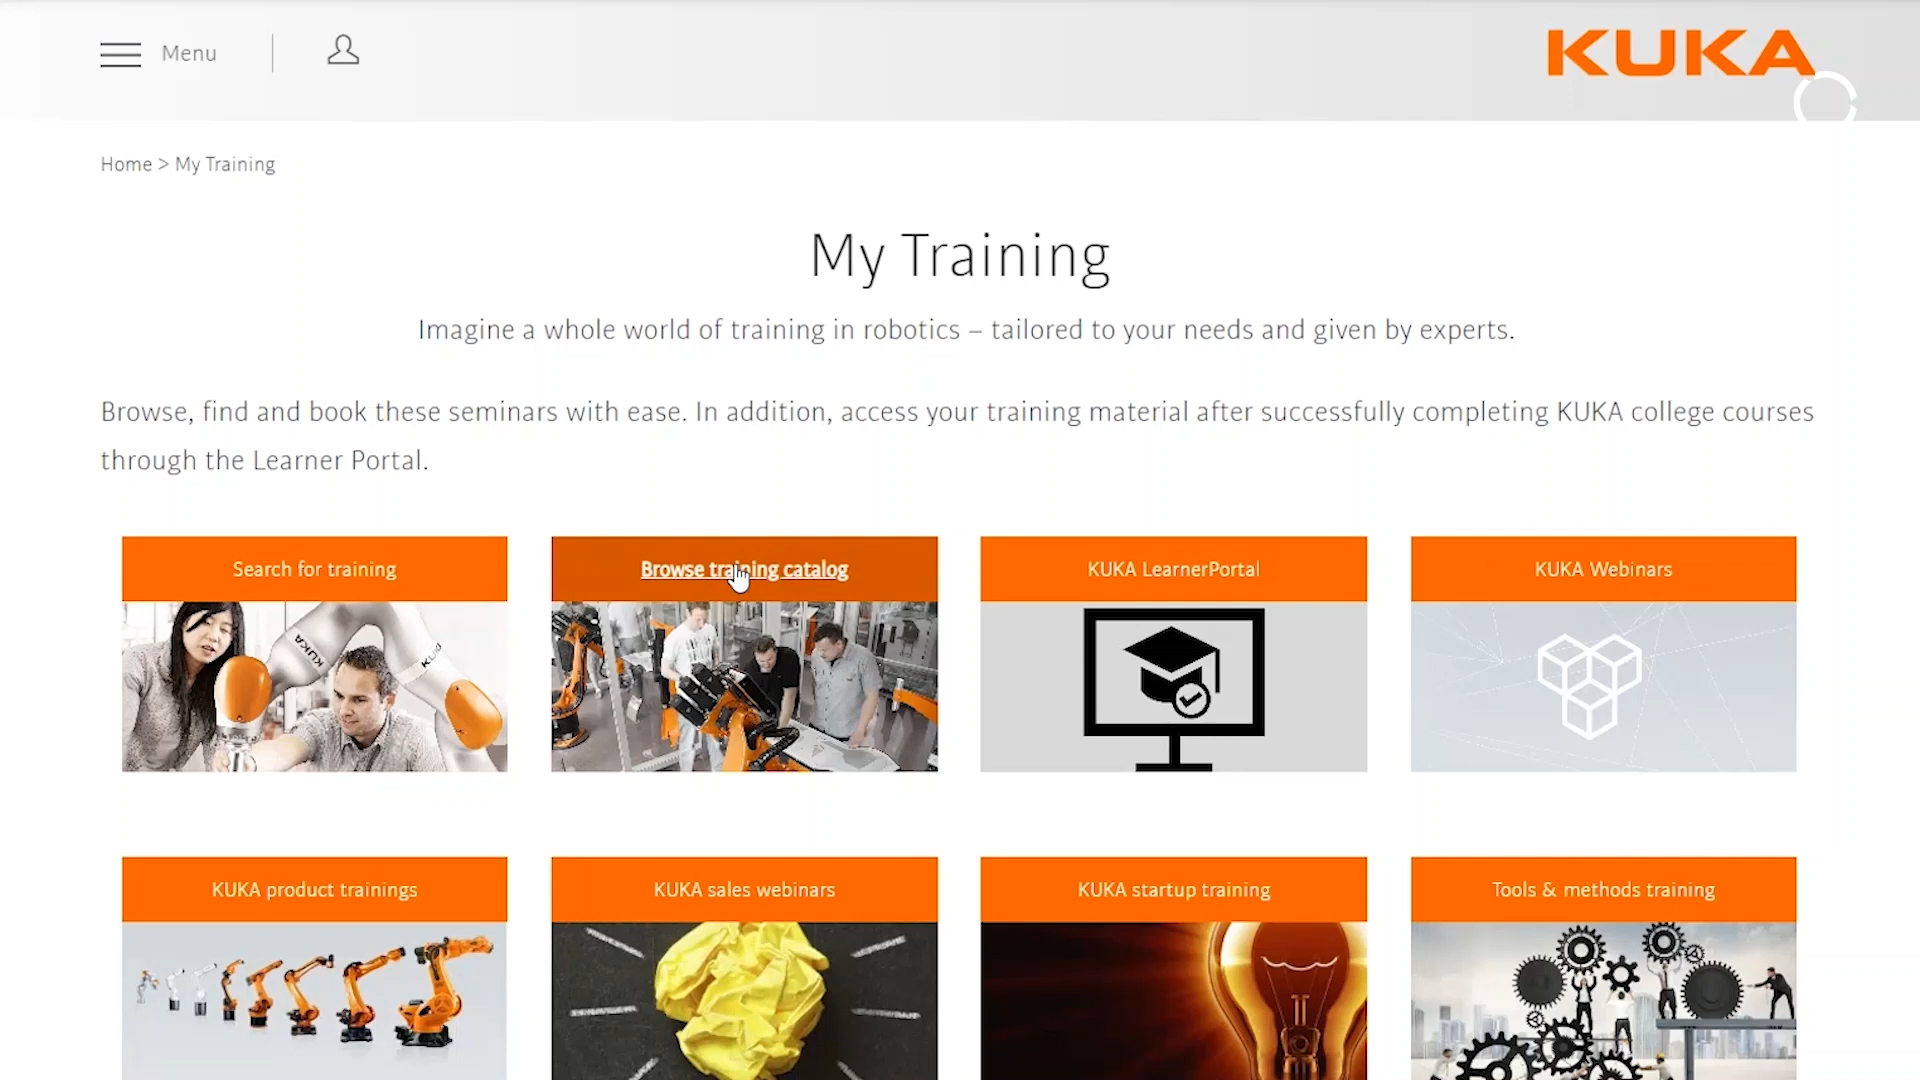 Menu
KUKA
Home > My Training
My Training
Imagine a whole world of training in robotics – tailored to your needs and given by experts.
Browse, find and book these seminars with ease. In addition, access your training material after successfully completing KUKA college courses
through the Learner Portal.
Search for training
Browse training catalog
KUKA LearnerPortal
KUKA Webinars
KUKA
KUKA
KUKA product trainings
KUKA sales webinars
KUKA startup training
Tools & methods training